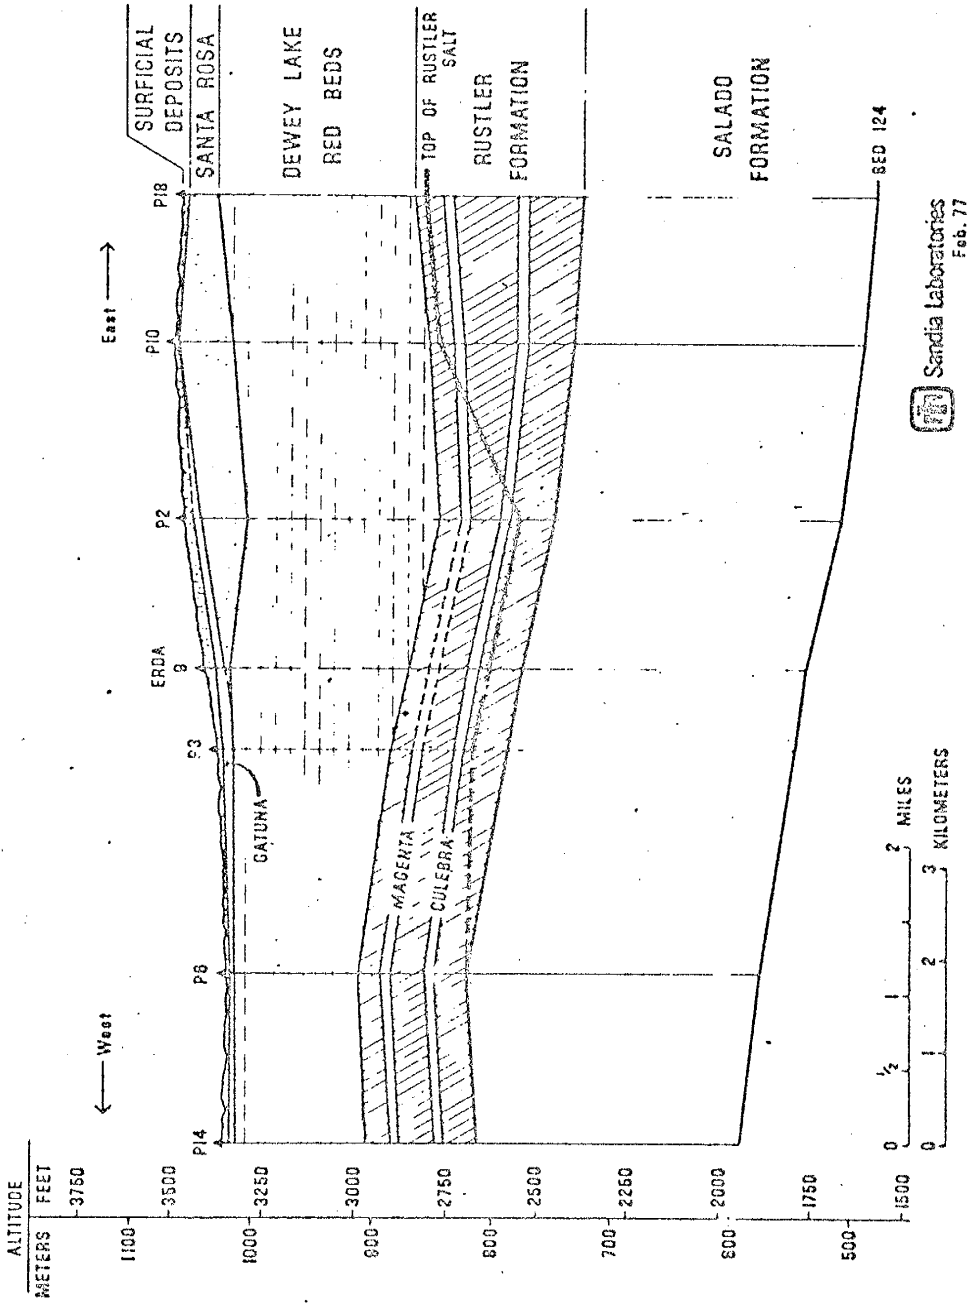 ALTITUDE
METERS FEET
3750
3500
3250
3000
2750
2500
2250
2000
1750
1500
1100
1000
900
800
600
500
← West
East →
P14
P8
P3
ERDA
9
P2
P10
P18
SURFICIAL
DEPOSITS
SANTA ROSA
DEWEY LAKE
RED BEDS
TOP OF RUSTLER
SALT
RUSTLER
FORMATION
SALADO
FORMATION
BED 124
GATUNA
MAGENTA
CULEBRA
0 1/2 1 2 MILES
0 1 2 3 KILOMETERS
Sandia Laboratories
Feb. 77